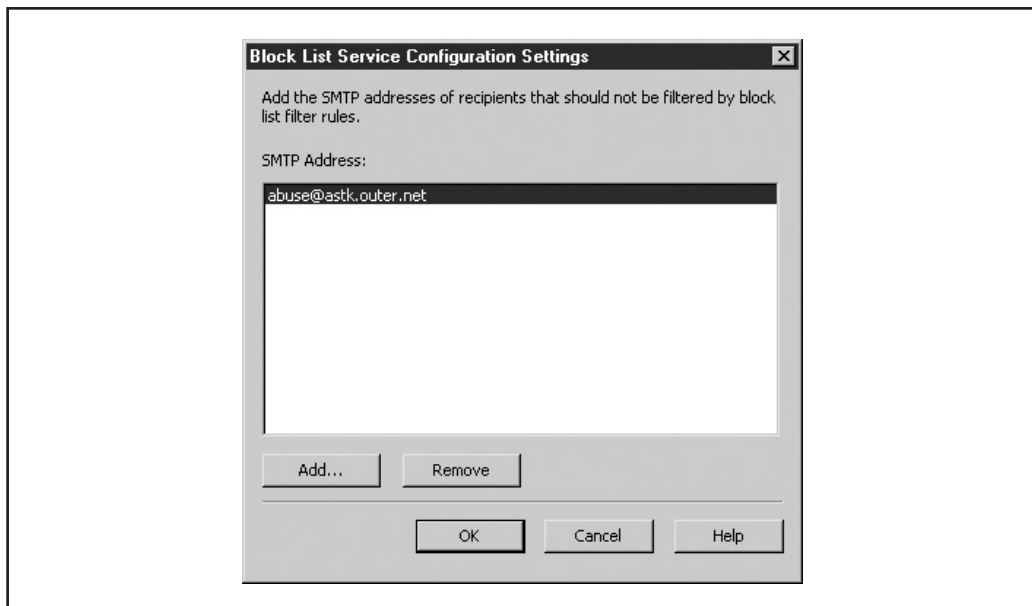 Block List Service Configuration Settings
Add the SMTP addresses of recipients that should not be filtered by block
list filter rules.
SMTP Address:
abuse@astk.outer.net
Add...
Remove
OK
Cancel
Help